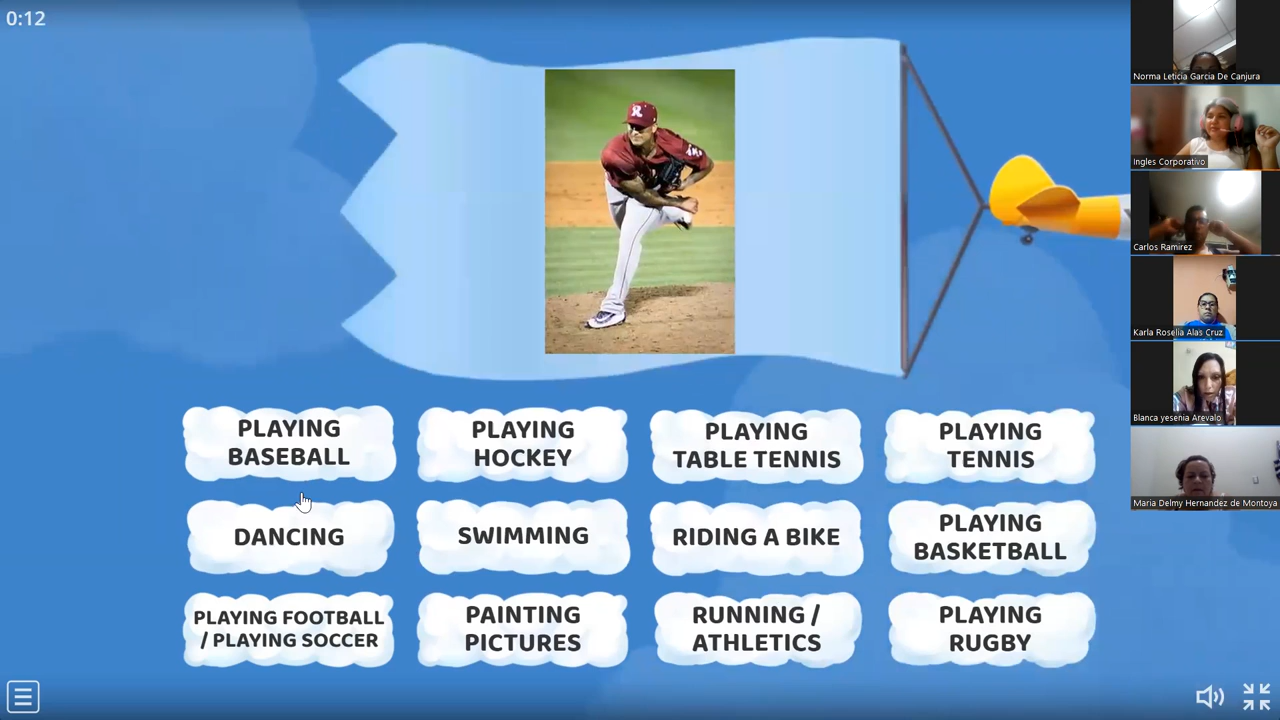 0:12
R
PLAYING
BASEBALL
PLAYING
HOCKEY
PLAYING
TABLE TENNIS
PLAYING
TENNIS
DANCING
SWIMMING
RIDING A BIKE
PLAYING
BASKETBALL
PLAYING FOOTBALL
/ PLAYING SOCCER
PAINTING
PICTURES
RUNNING /
ATHLETICS
PLAYING
RUGBY
Norma Leticia Garcia De Canjura
Ingles Corporativo
Carlos Ramirez
Karla Roselia Alas Cruz
Blanca yesenia Arevalo
Maria Delmy Hernandez de Montoya